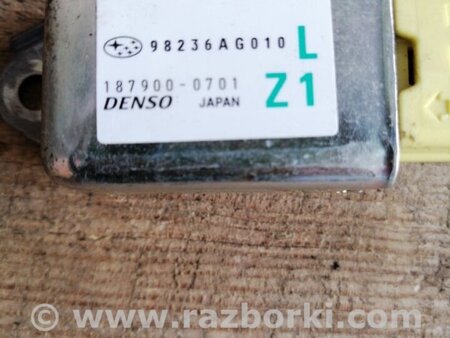 98236AG010 L
187900-0701 Z1
DENSO JAPAN
© www.razborki.com